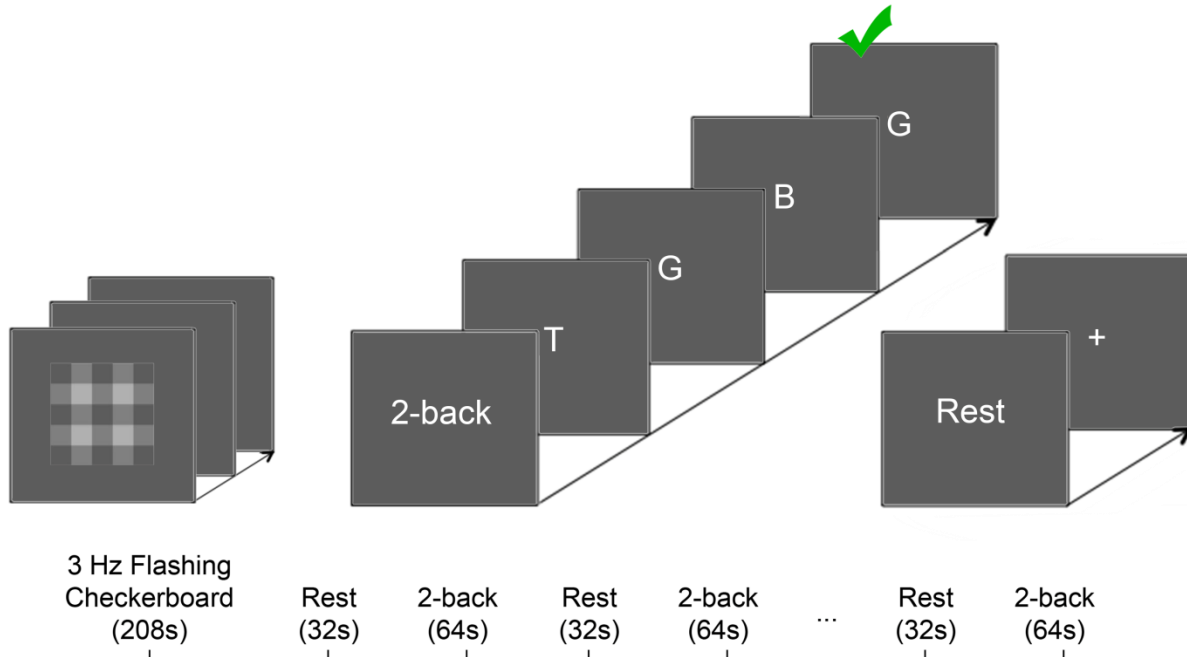 G
B
G
T
2-back
+
Rest
3 Hz Flashing
Checkerboard
(208s)
Rest
(32s)
2-back
(64s)
Rest
(32s)
2-back
(64s)
...
Rest
(32s)
2-back
(64s)